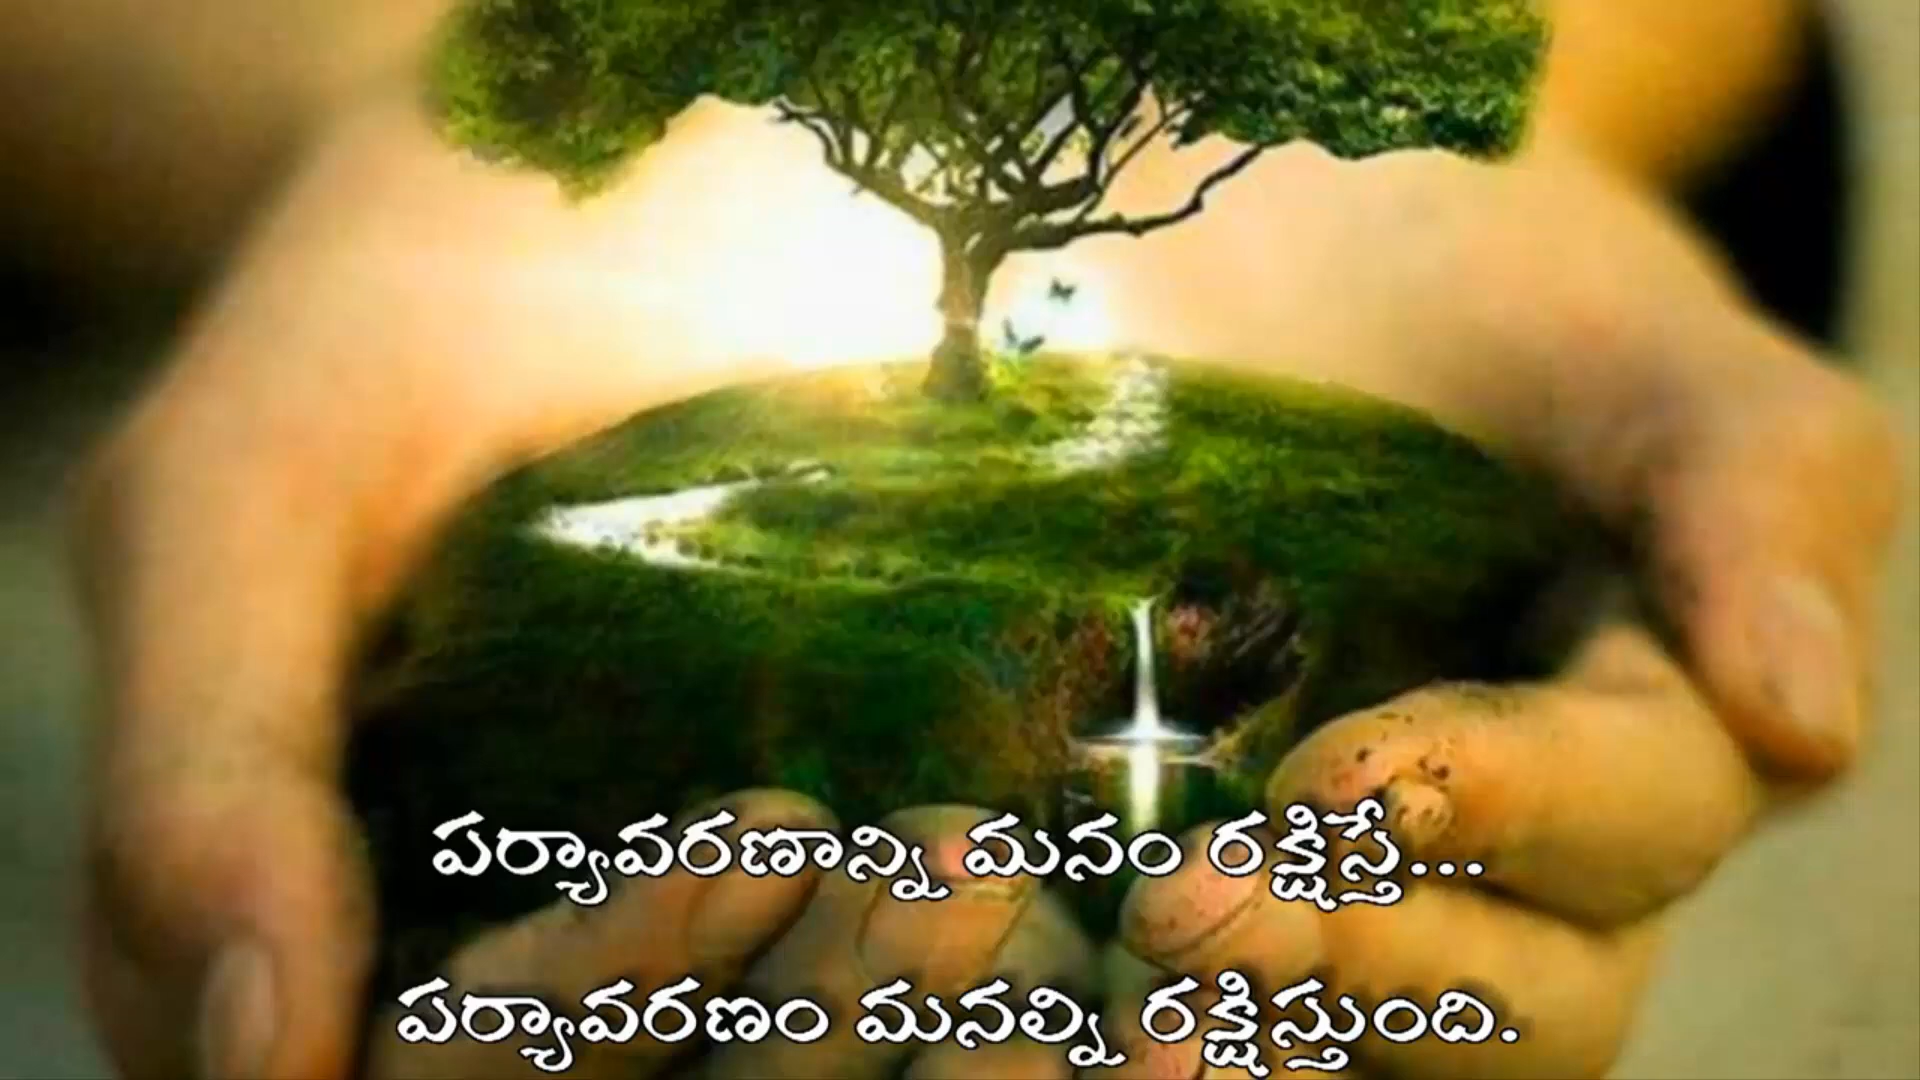 పర్యావరణాన్ని మనం రక్షిస్తే...
పర్యావరణం మనల్ని రక్షిస్తుంది.